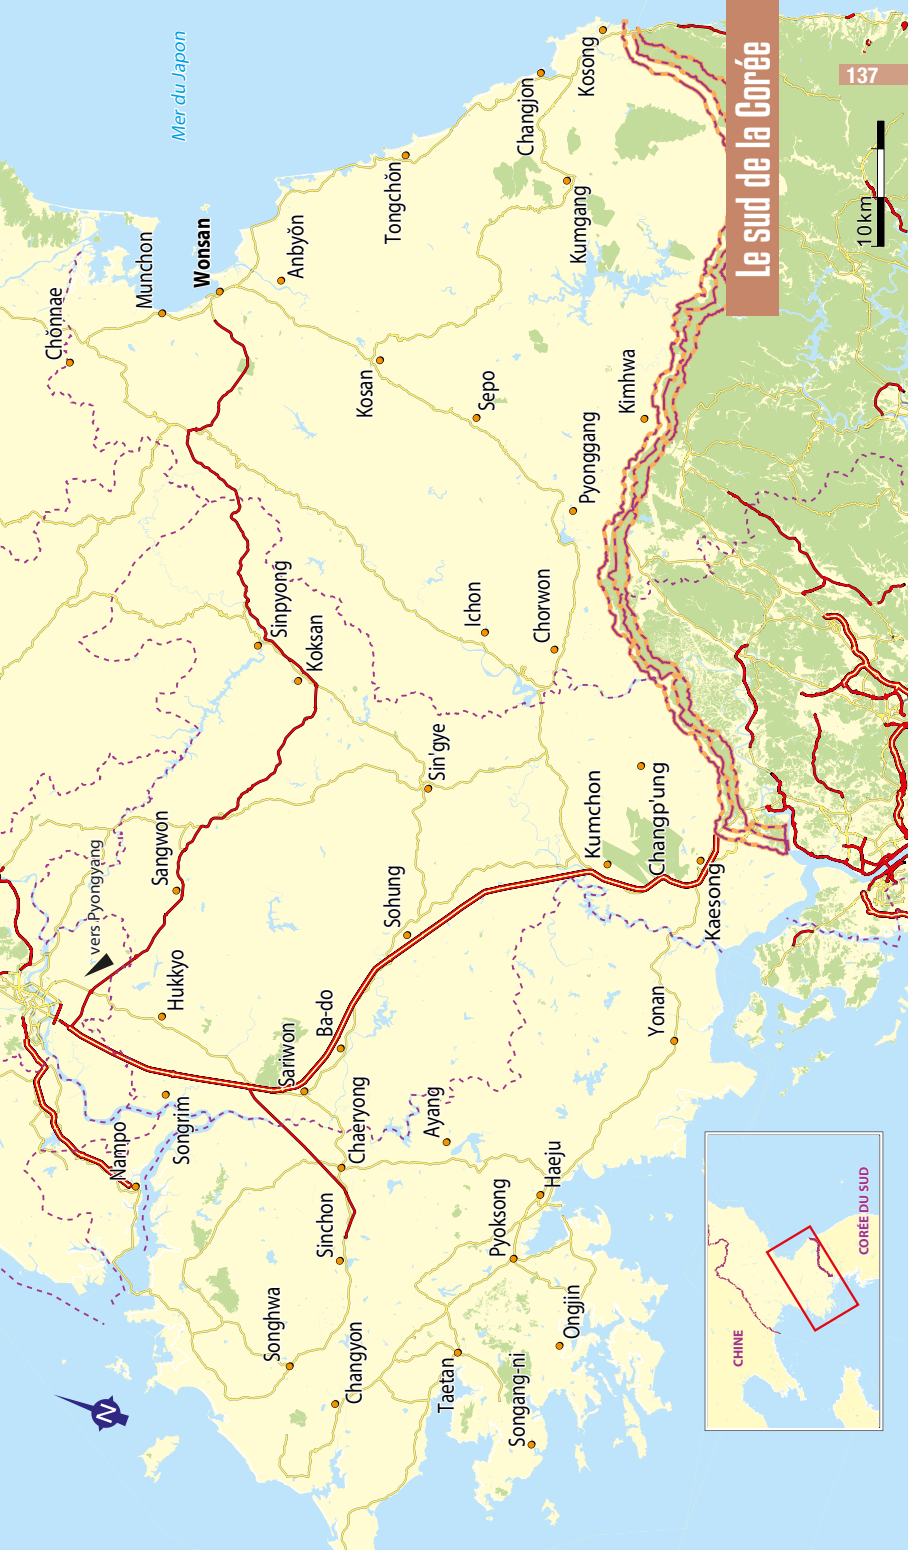 Le sud de la Corée
137
10 km
Mer du Japon
Kosong
Changjon
Tongchŏn
Kumgang
Anbyŏn
Wonsan
Munchon
Chŏnnae
Kosan
Sepo
Kimhwa
Pyonggang
Ichon
Chorwon
Sinpyong
Koksan
Sin'gye
Sangwon
vers Pyongyang
Kumchon
Changp'ung
Kaesong
Sohung
Hukkyo
Ba-do
Sariwon
Yonan
Songrim
Nampo
Chaeryong
Ayang
Haeju
Sinchon
Pyoksong
Songhwa
Changyon
Taetan
Ongjin
Songang-ni
N
CHINE
CORÉE DU SUD